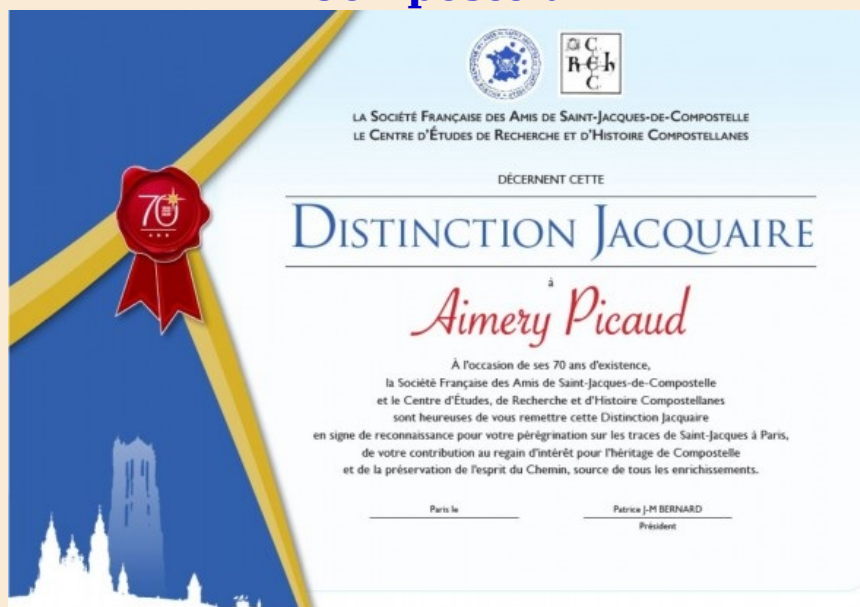 70
ANS
C
R E h
C
LA SOCIÉTÉ FRANÇAISE DES AMIS DE SAINT-JACQUES-DE-COMPOSTELLE
LE CENTRE D'ÉTUDES DE RECHERCHE ET D'HISTOIRE COMPOSTELLANES
DÉCERNENT CETTE
DISTINCTION JACQUAIRE
à
Aimery Picaud
À l'occasion de ses 70 ans d'existence,
la Société Française des Amis de Saint-Jacques-de-Compostelle
et le Centre d'Études, de Recherche et d'Histoire Compostellanes
sont heureuses de vous remettre cette Distinction Jacquaire
en signe de reconnaissance pour votre pérégrination sur les traces de Saint-Jacques à Paris,
de votre contribution au regain d'intérêt pour l'héritage de Compostelle
et de la préservation de l'esprit du Chemin, source de tous les enrichissements.
Paris le
Patrice J-M BERNARD
Président